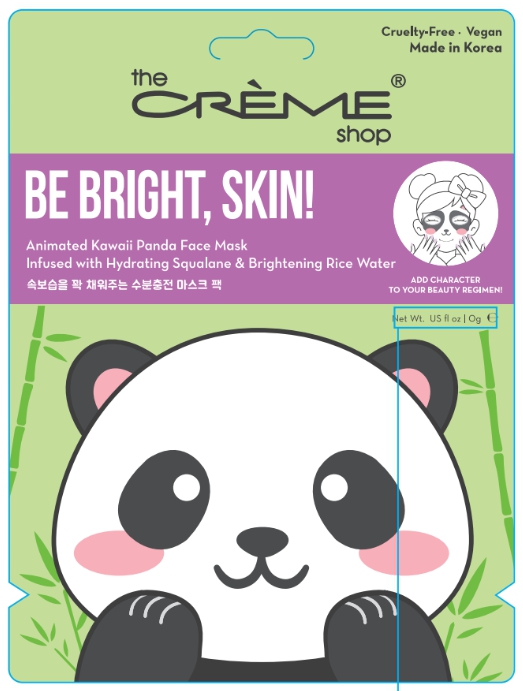 Cruelty-Free · Vegan
Made in Korea
the
CRÈME®
shop
BE BRIGHT, SKIN!
Animated Kawaii Panda Face Mask
Infused with Hydrating Squalane & Brightening Rice Water
속보습을 꽉 채워주는 수분충전 마스크 팩
ADD CHARACTER
TO YOUR BEAUTY REGIMEN!
Net Wt. US fl oz | 0g ℮